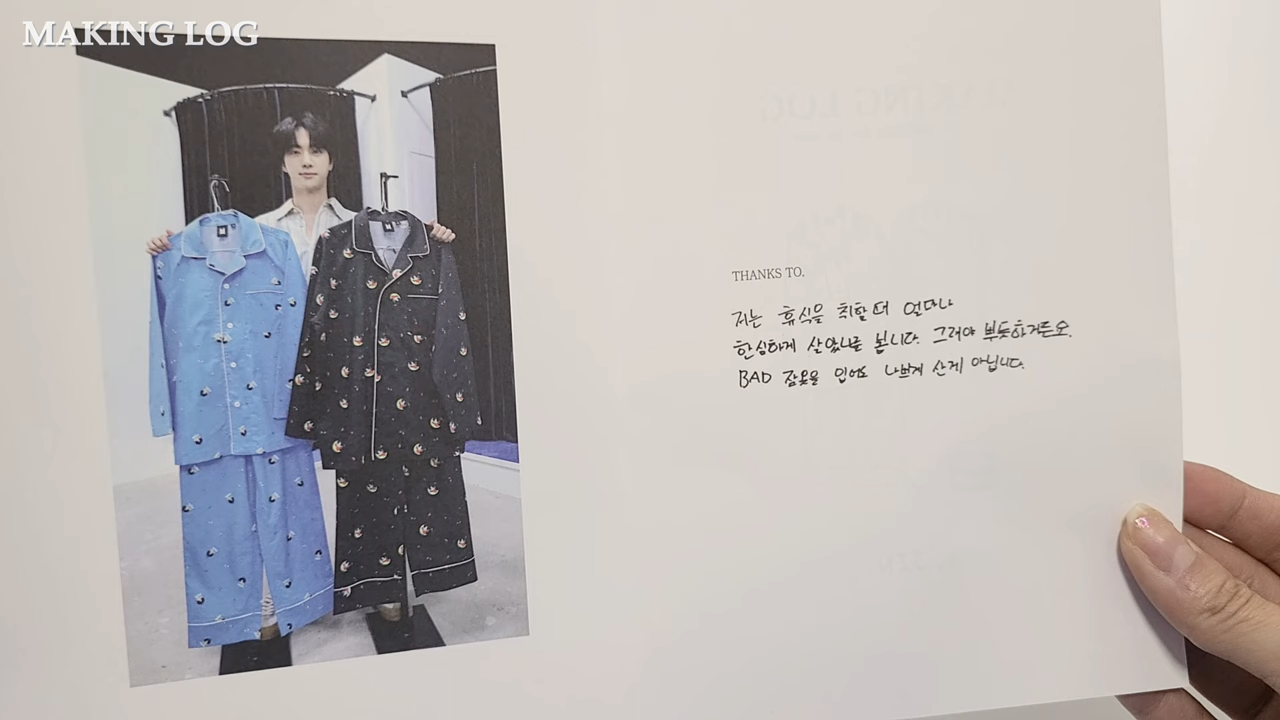 MAKING LOG
THANKS TO.
저는 휴식을 취할 때 얼마나
한심하게 살았나를 봅니다. 그래야 뿌듯하거든요.
BAD 잠옷을 입어도 나쁘게 산게 아닙니다.